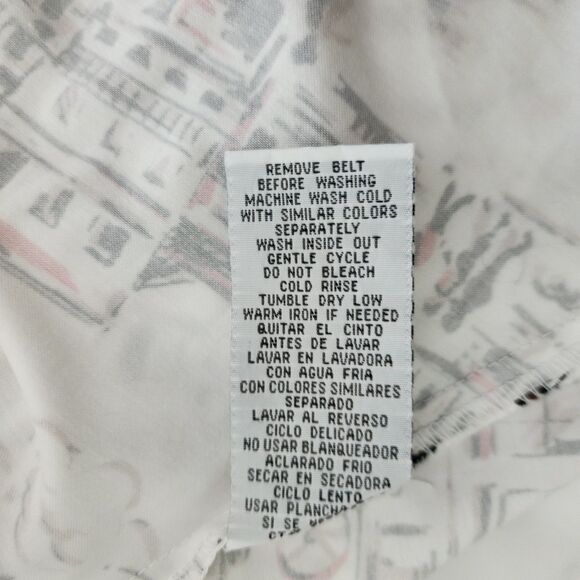 REMOVE BELT
BEFORE WASHING
MACHINE WASH COLD
WITH SIMILAR COLORS
SEPARATELY
WASH INSIDE OUT
GENTLE CYCLE
DO NOT BLEACH
COLD RINSE
TUMBLE DRY LOW
WARM IRON IF NEEDED
QUITAR EL CINTO
ANTES DE LAVAR
LAVAR EN LAVADORA
CON AGUA FRIA
CON COLORES SIMILARES
SEPARADO
LAVAR AL REVERSO
CICLO DELICADO
NO USAR BLANQUEADOR
ACLARADO FRIO
SECAR EN SECADORA
CICLO LENTO
USAR PLANCHA
SI SE